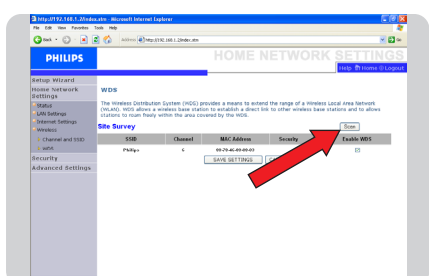 http://192.168.1.2/index.stm - Microsoft Internet Explorer
File Edit View Favorites Tools Help
Back
Address http://192.168.1.2/index.stm Go
PHILIPS
HOME NETWORK SETTINGS
Help Home Logout
Setup Wizard
Home Network Settings
Status
LAN Settings
Internet Settings
Wireless
Channel and SSID
WDS
The Wireless Distribution System (WDS) provides a means to extend the range of a Wireless Local Area Network
(WLAN). WDS allows a wireless base station to establish a direct link to other wireless base stations and to allows
stations to roam freely within the area covered by the WDS.
Site Survey Scan
SSID Channel MAC Address Security Enable WDS
Philips 6
SAVE SETTINGS
Security
Advanced Settings